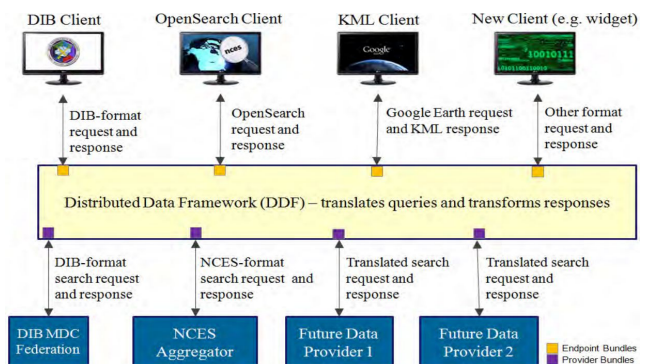 DIB Client
OpenSearch Client
KML Client
New Client (e.g. widget)
nces
Google
10010111
10101100110010
DIB-format
request and
response
OpenSearch
request and
response
Google Earth request
and KML response
Other format
request and
response
Distributed Data Framework (DDF) – translates queries and transforms responses
DIB-format
search request
and response
NCES-format
search request and
response
Translated search
request and
response
Translated search
request and
response
DIB MDC
Federation
NCES
Aggregator
Future Data
Provider 1
Future Data
Provider 2
Endpoint Bundles
Provider Bundles